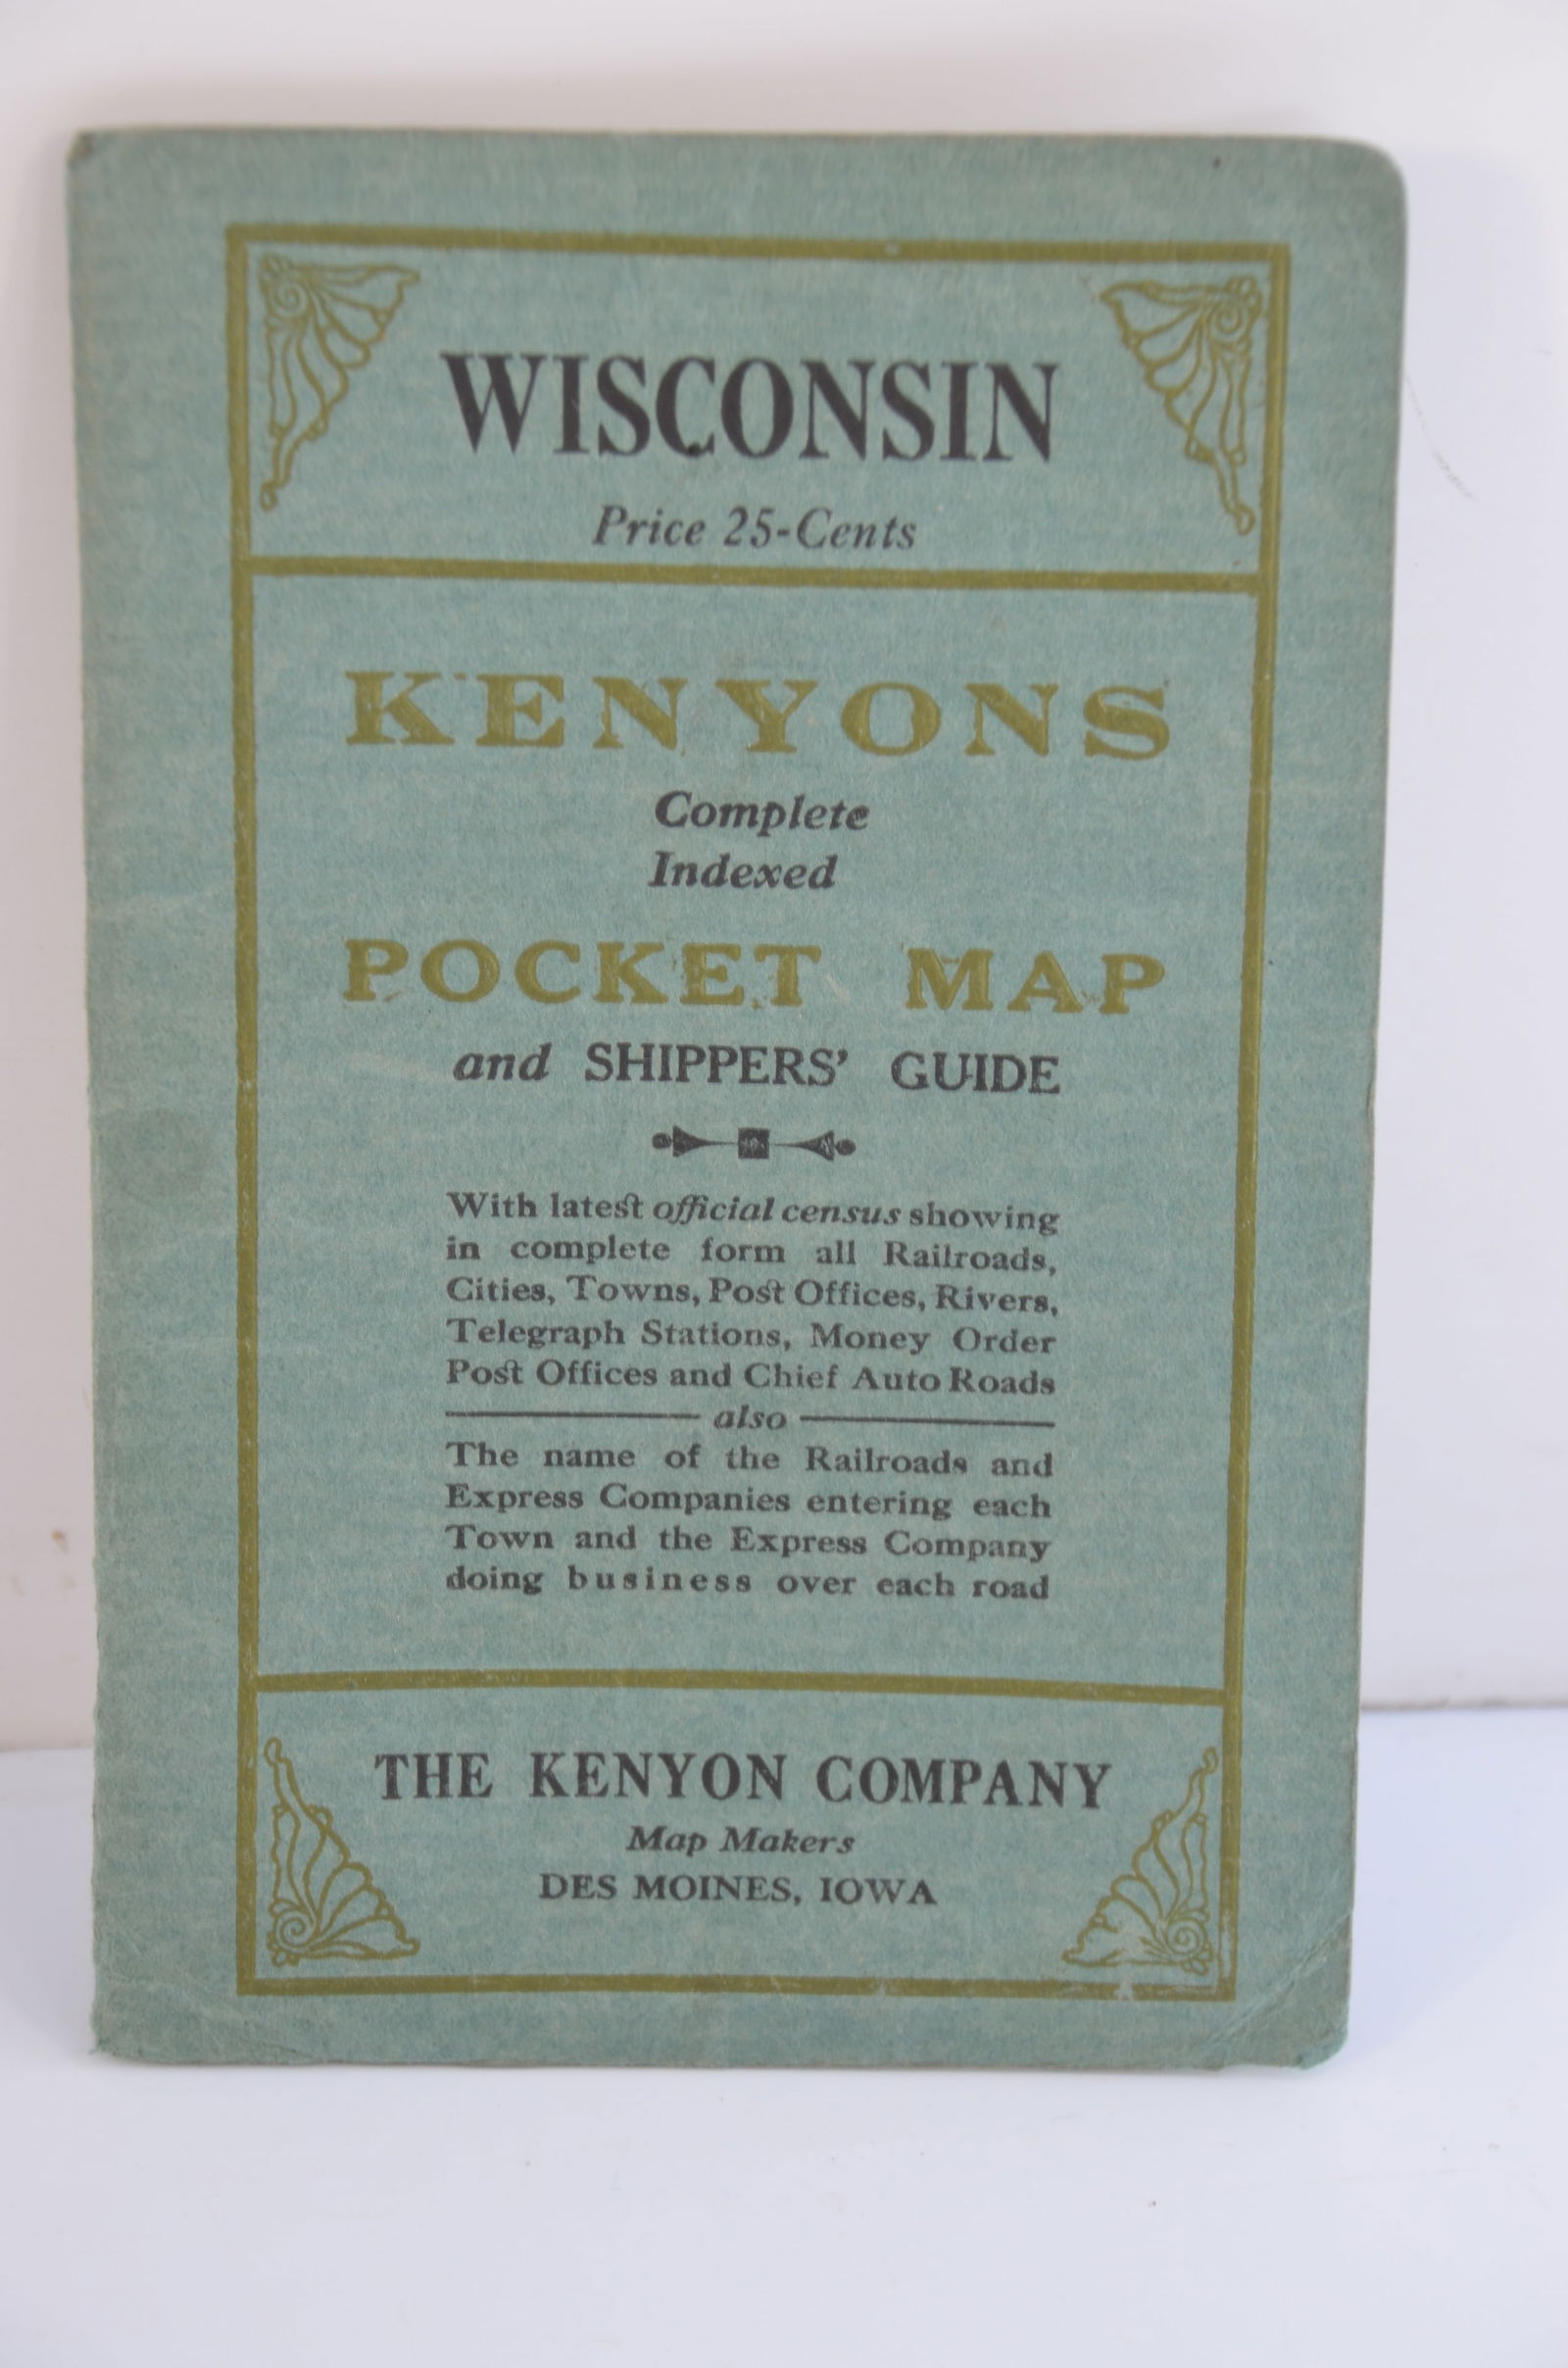 WISCONSIN
Price 25-Cents
KENYONS
Complete
Indexed
POCKET MAP
and SHIPPERS' GUIDE
With latest official census showing
in complete form all Railroads,
Cities, Towns, Post Offices, Rivers,
Telegraph Stations, Money Order
Post Offices and Chief Auto Roads
also
The name of the Railroads and
Express Companies entering each
Town and the Express Company
doing business over each road
THE KENYON COMPANY
Map Makers
DES MOINES, IOWA